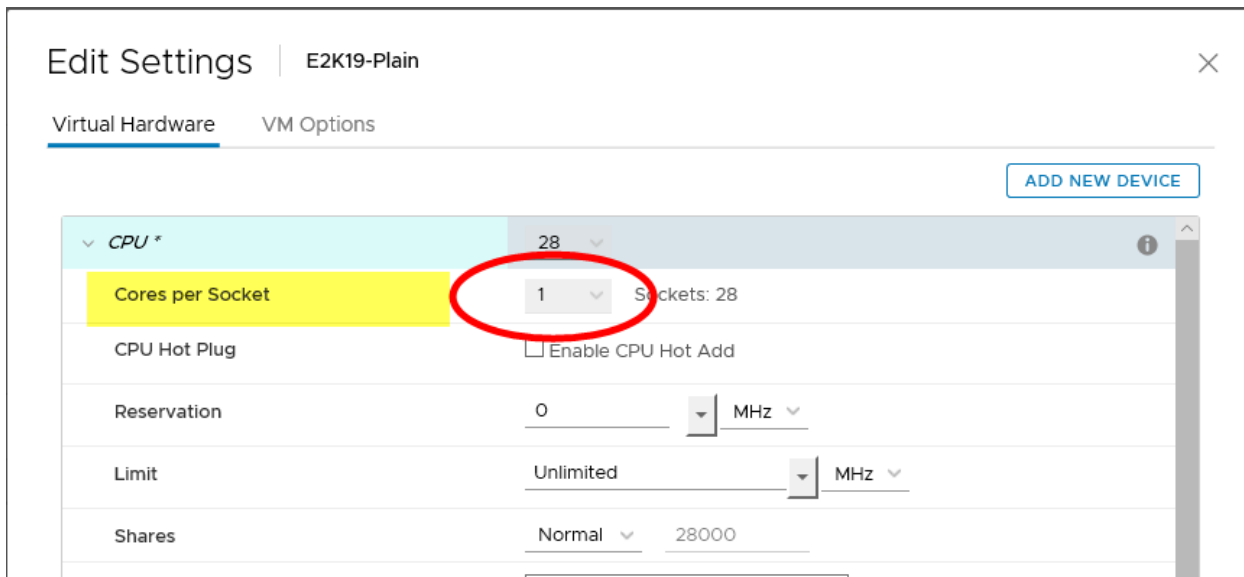 Edit Settings E2K19-Plain
Virtual Hardware VM Options
ADD NEW DEVICE
CPU * 28
Cores per Socket 1 Sockets: 28
CPU Hot Plug Enable CPU Hot Add
Reservation 0 MHz
Limit Unlimited MHz
Shares Normal 28000